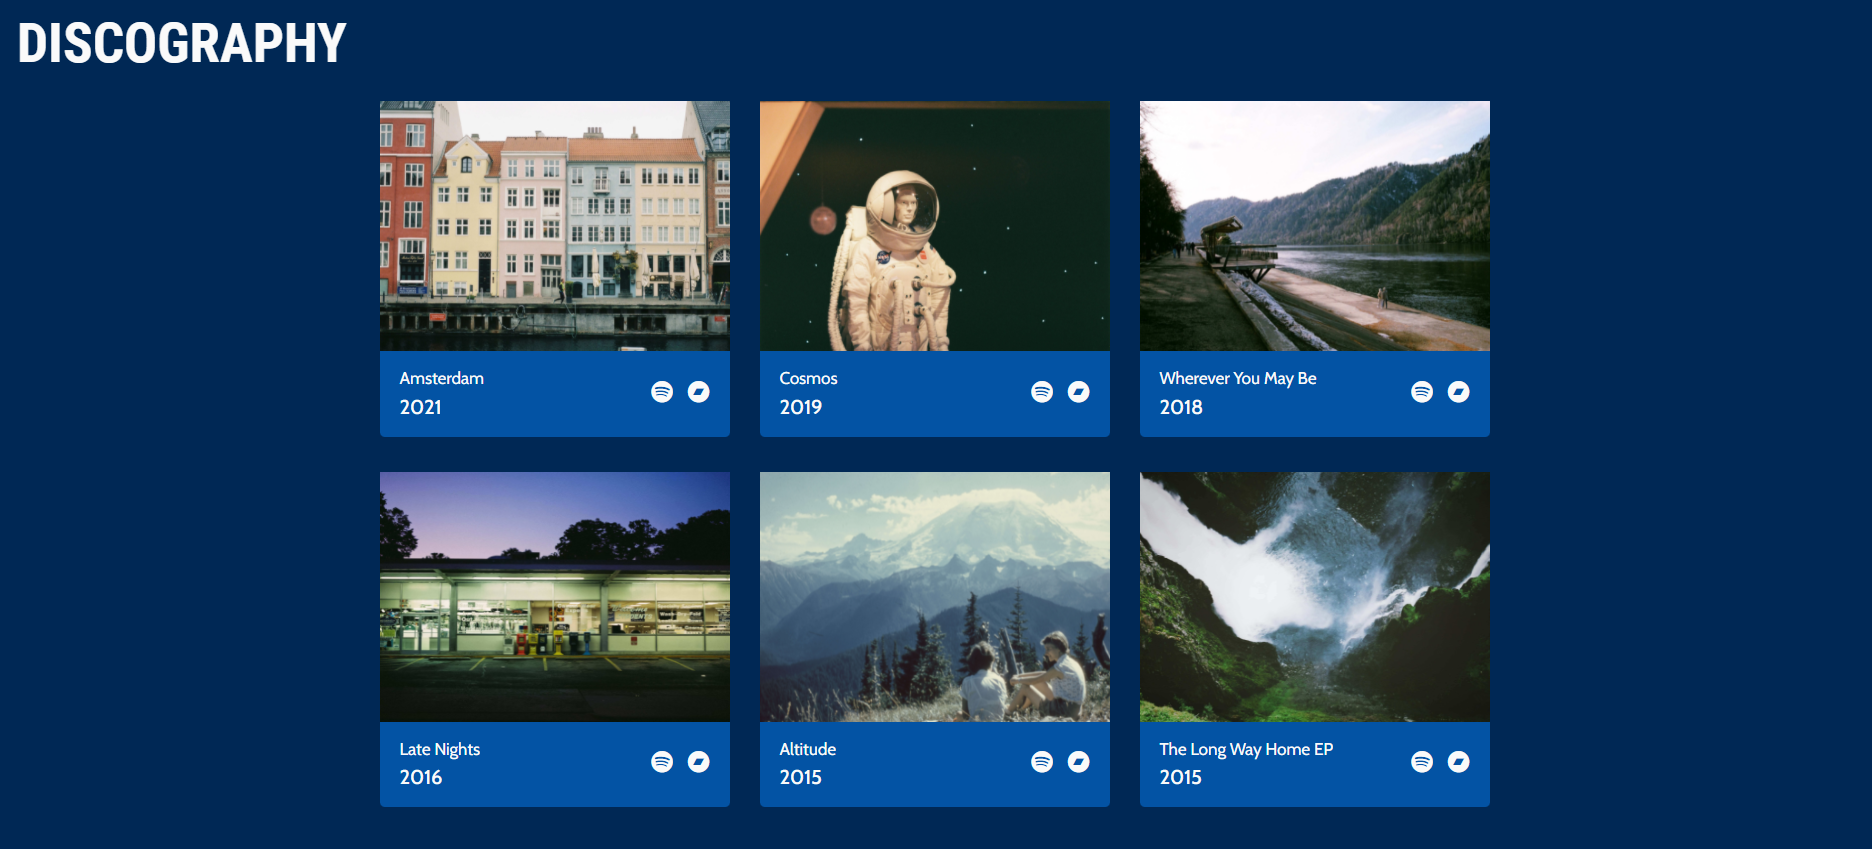 DISCOGRAPHY
Amsterdam
2021
Cosmos
2019
Wherever You May Be
2018
Late Nights
2016
Altitude
2015
The Long Way Home EP
2015